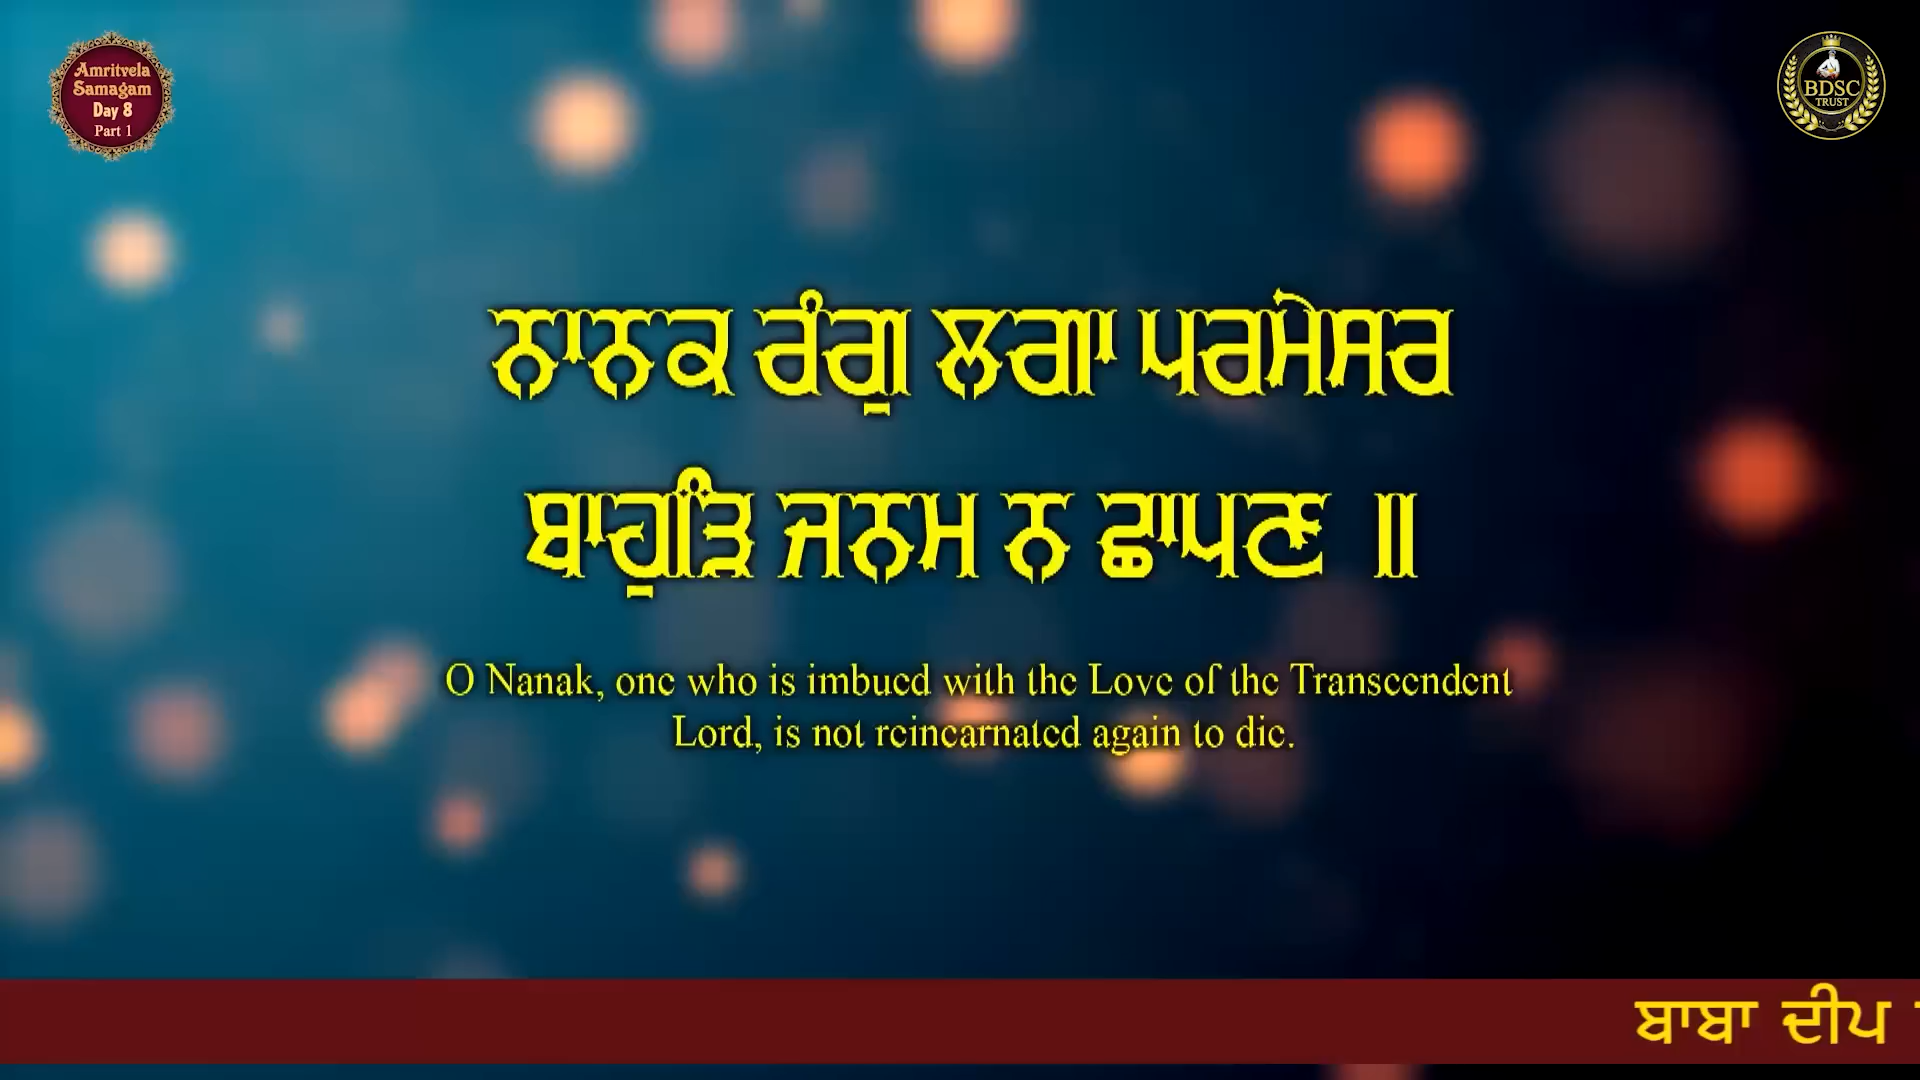 Amritvela
Samagam
Day 8
Part 1
BDSC
TRUST
ਨਾਨਕ ਰੰਗੁ ਲਗਾ ਪਰਮੇਸਰ
ਬਾਹੁੜਿ ਜਨਮ ਨ ਛਾਪਣ ॥
O Nanak, one who is imbued with the Love of the Transcendent
Lord, is not reincarnated again to die.
ਬਾਬਾ ਦੀਪ